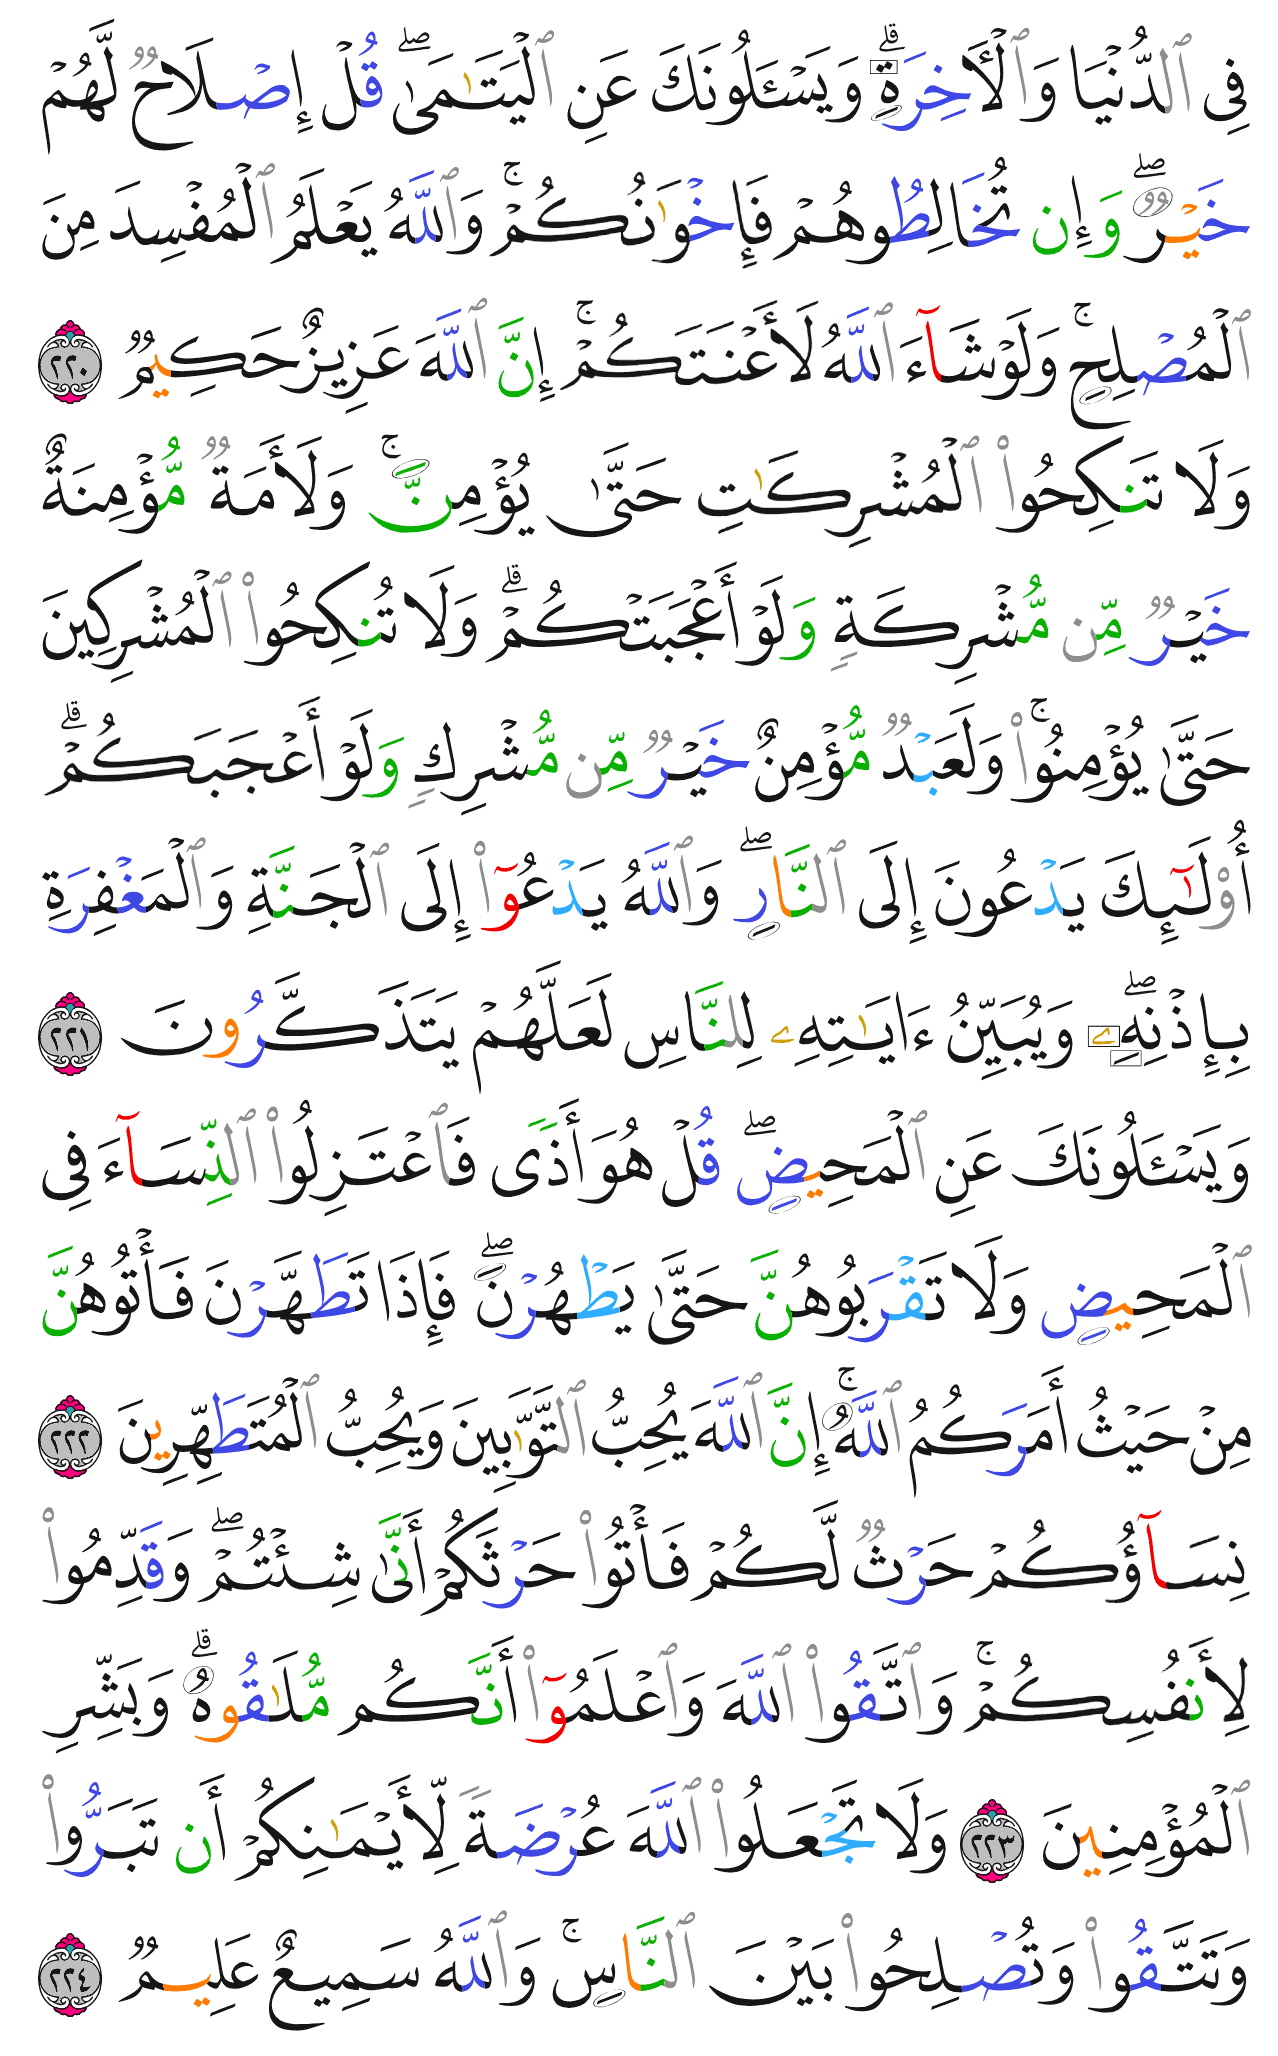 فِى ٱلدُّنۡيَا وَٱلۡأَخِرَةِۗ وَيَسۡـَٔلُونَكَ عَنِ ٱلۡيَتَـٰمَىٰۖ قُلۡ إِصۡلَاحٌ لَّهُمۡ
خَيۡرٌۖ وَإِن تُخَالِطُوهُمۡ فَإِخۡوَٰنُكُمۡۚ وَٱللَّهُ يَعۡلَمُ ٱلۡمُفۡسِدَ مِنَ
ٱلۡمُصۡلِحِۚ وَلَوۡ شَآءَ ٱللَّهُ لَأَعۡنَتَكُمۡۚ إِنَّ ٱللَّهَ عَزِيزٌ حَكِيمٌ ٢٢٠
وَلَا تَنكِحُوا۟ ٱلۡمُشۡرِكَـٰتِ حَتَّىٰ يُؤۡمِنَّۚ وَلَأَمَةٌ مُّؤۡمِنَةٌ
خَيۡرٌ مِّن مُّشۡرِكَةٍ وَلَوۡ أَعۡجَبَتۡكُمۡۗ وَلَا تُنكِحُوا۟ ٱلۡمُشۡرِكِينَ
حَتَّىٰ يُؤۡمِنُوا۟ۚ وَلَعَبۡدٌ مُّؤۡمِنٌ خَيۡرٌ مِّن مُّشۡرِكٍ وَلَوۡ أَعۡجَبَكُمۡۗ
أُو۟لَـٰٓئِكَ يَدۡعُونَ إِلَى ٱلنَّارِۖ وَٱللَّهُ يَدۡعُوٓا۟ إِلَى ٱلۡجَنَّةِ وَٱلۡمَغۡفِرَةِ
بِإِذۡنِهِۦۖ وَيُبَيِّنُ ءَايَـٰتِهِۦ لِلنَّاسِ لَعَلَّهُمۡ يَتَذَكَّرُونَ ٢٢١
وَيَسۡـَٔلُونَكَ عَنِ ٱلۡمَحِيضِۖ قُلۡ هُوَ أَذًى فَٱعۡتَزِلُوا۟ ٱلنِّسَآءَ فِى
ٱلۡمَحِيضِ وَلَا تَقۡرَبُوهُنَّ حَتَّىٰ يَطۡهُرۡنَۖ فَإِذَا تَطَهَّرۡنَ فَأۡتُوهُنَّ
مِنۡ حَيۡثُ أَمَرَكُمُ ٱللَّهُۚ إِنَّ ٱللَّهَ يُحِبُّ ٱلتَّوَّٰبِينَ وَيُحِبُّ ٱلۡمُتَطَهِّرِينَ ٢٢٢
نِسَآؤُكُمۡ حَرۡثٌ لَّكُمۡ فَأۡتُوا۟ حَرۡثَكُمۡ أَنَّىٰ شِئۡتُمۡۖ وَقَدِّمُوا۟
لِأَنفُسِكُمۡۚ وَٱتَّقُوا۟ ٱللَّهَ وَٱعۡلَمُوٓا۟ أَنَّكُم مُّلَـٰقُوهُۗ وَبَشِّرِ
ٱلۡمُؤۡمِنِينَ ٢٢٣ وَلَا تَجۡعَلُوا۟ ٱللَّهَ عُرۡضَةً لِّأَيۡمَـٰنِكُمۡ أَن تَبَرُّوا۟
وَتَتَّقُوا۟ وَتُصۡلِحُوا۟ بَيۡنَ ٱلنَّاسِۚ وَٱللَّهُ سَمِيعٌ عَلِيمٌ ٢٢٤